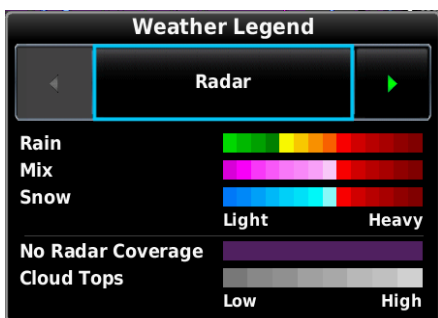 Weather Legend
Radar
Rain
Mix
Snow
Light Heavy
No Radar Coverage
Cloud Tops
Low High